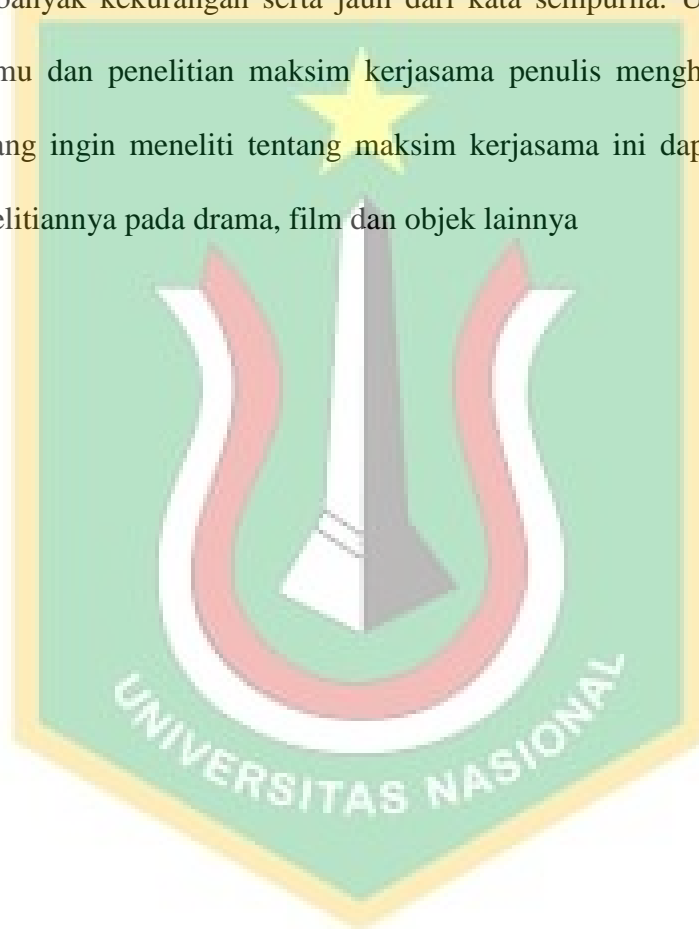 banyak kekurangan serta jauh dari kata sempurna.
mu dan penelitian maksim kerjasama penulis mengh
ang ingin meneliti tentang maksim kerjasama ini dap
elitiannya pada drama, film dan objek lainnya
UNIVERSITAS NASIONAL